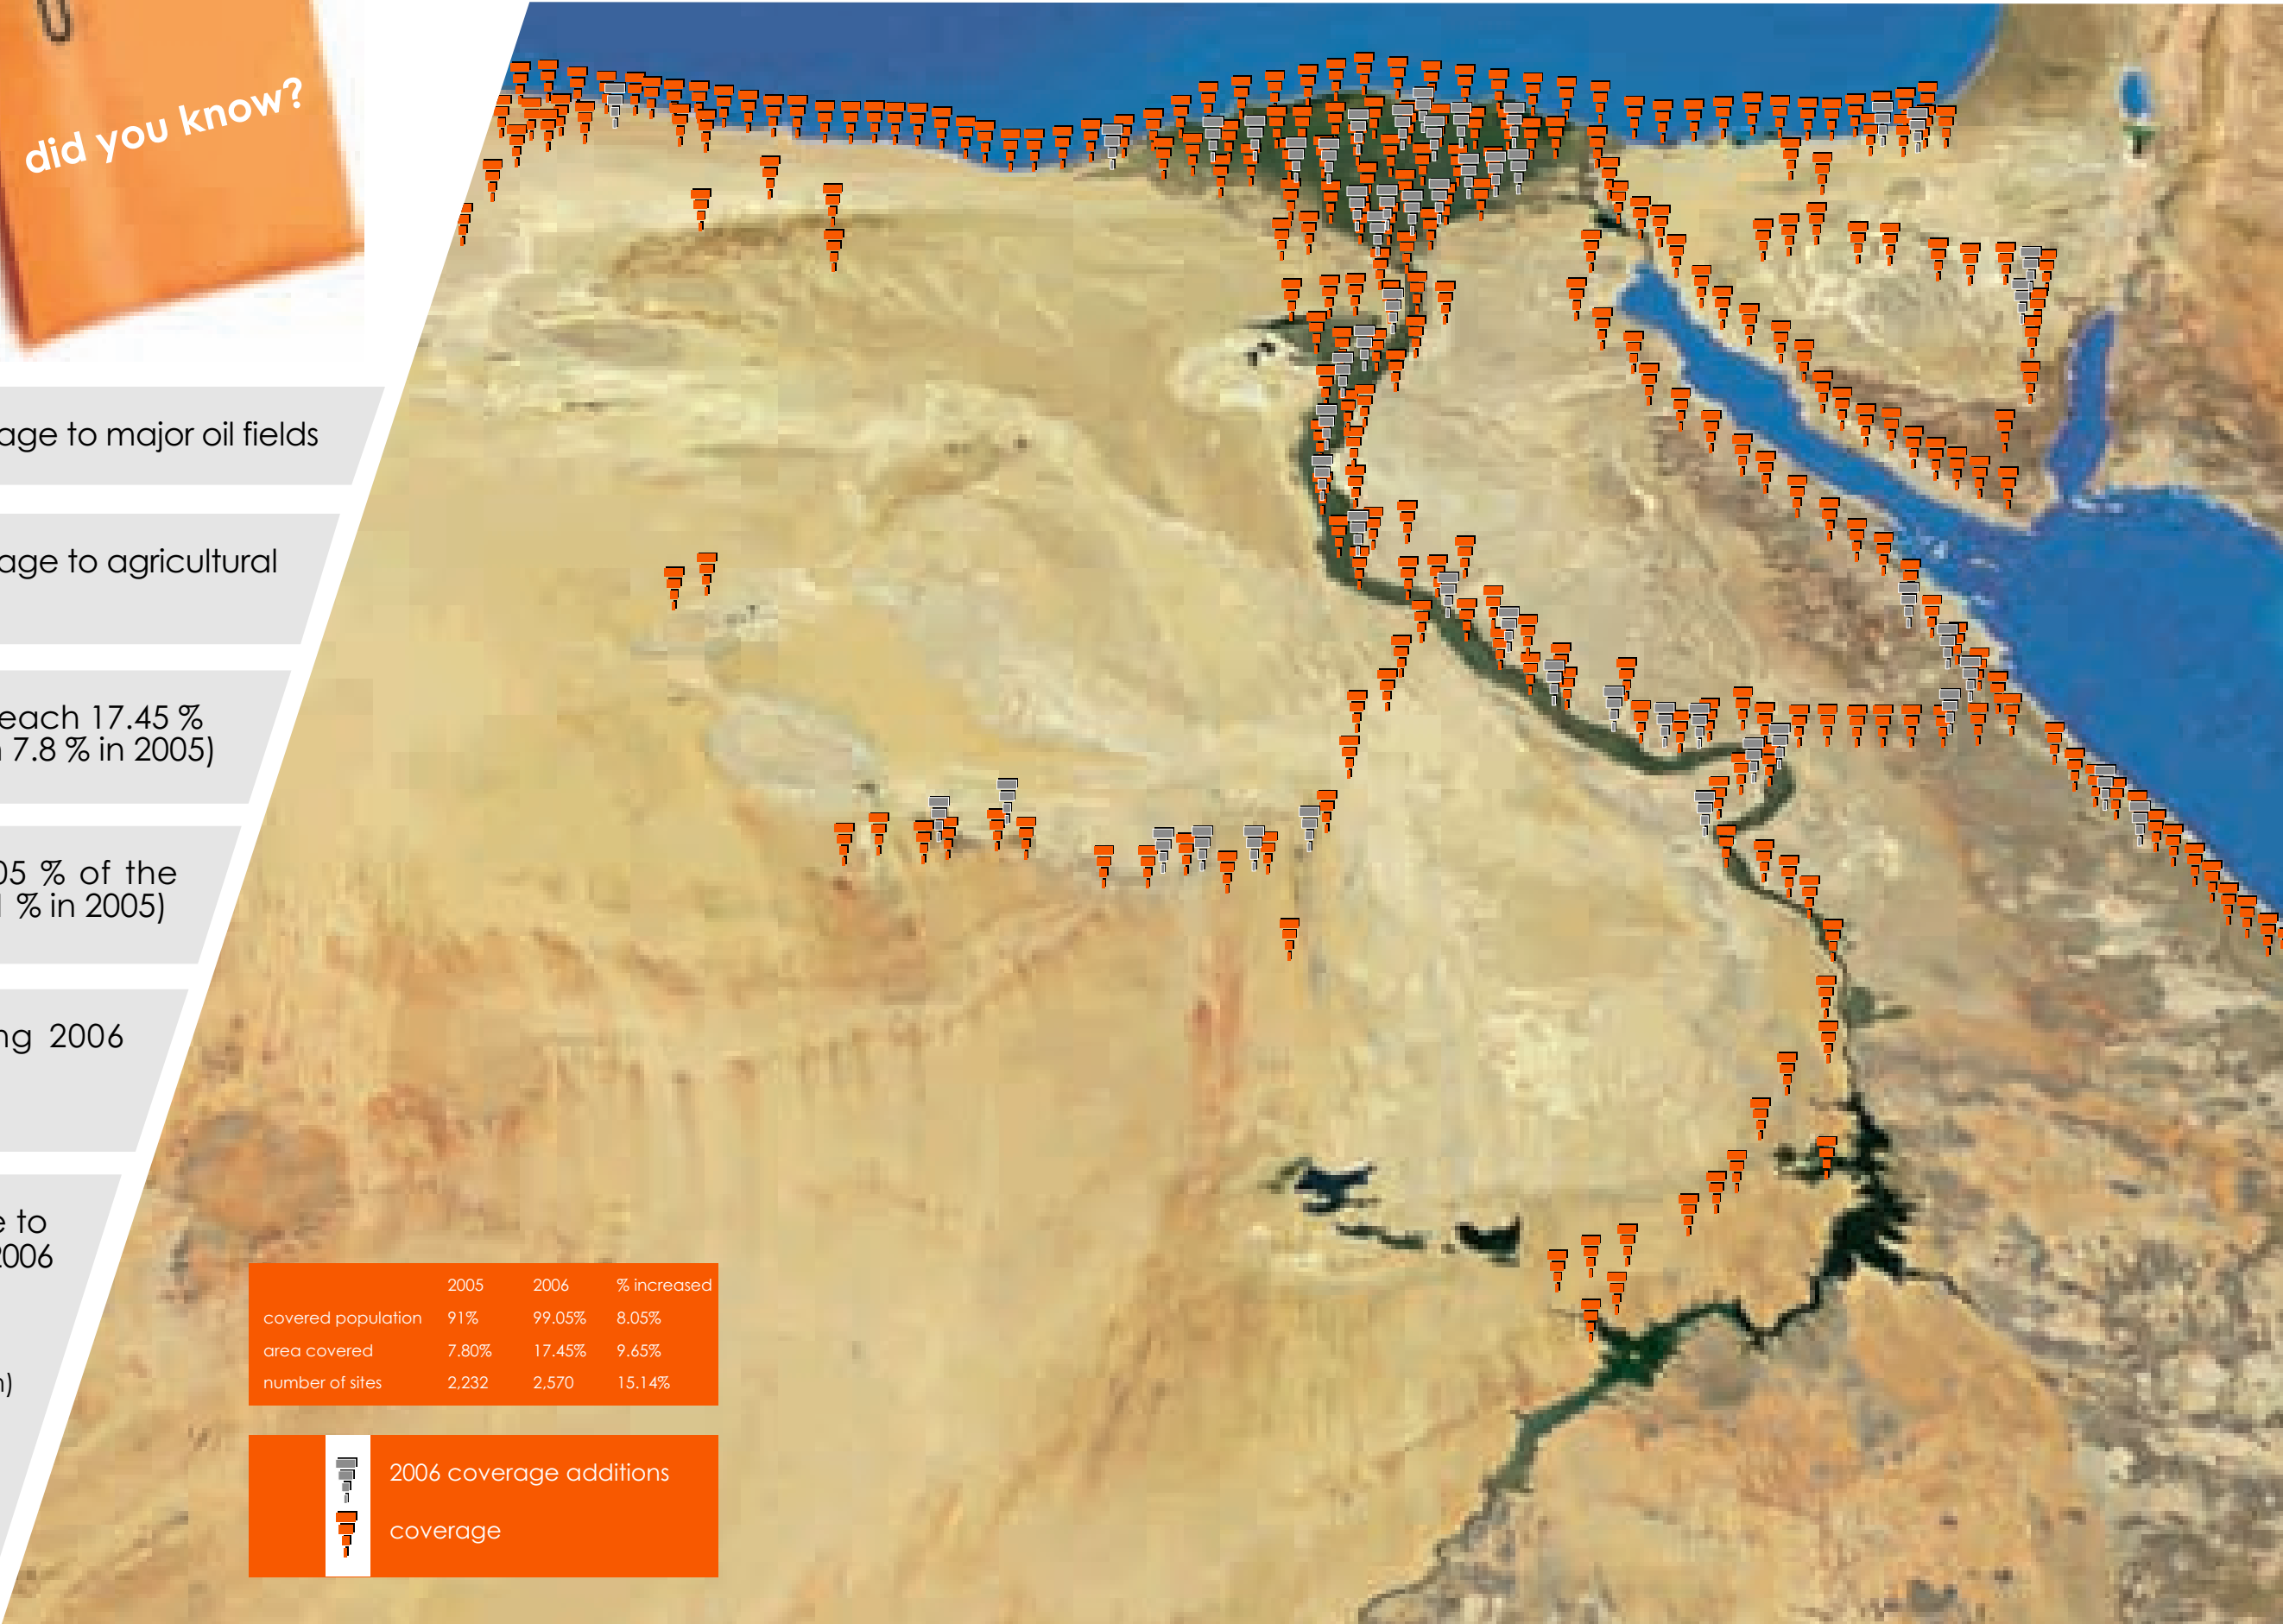 did you know?
age to major oil fields
age to agricultural
each 17.45 %
7.8 % in 2005)
05 % of the
% in 2005)
ng 2006
e to
2006
2005 2006 % increased
covered population 91% 99.05% 8.05%
area covered 7.80% 17.45% 9.65%
number of sites 2,232 2,570 15.14%
2006 coverage additions
coverage